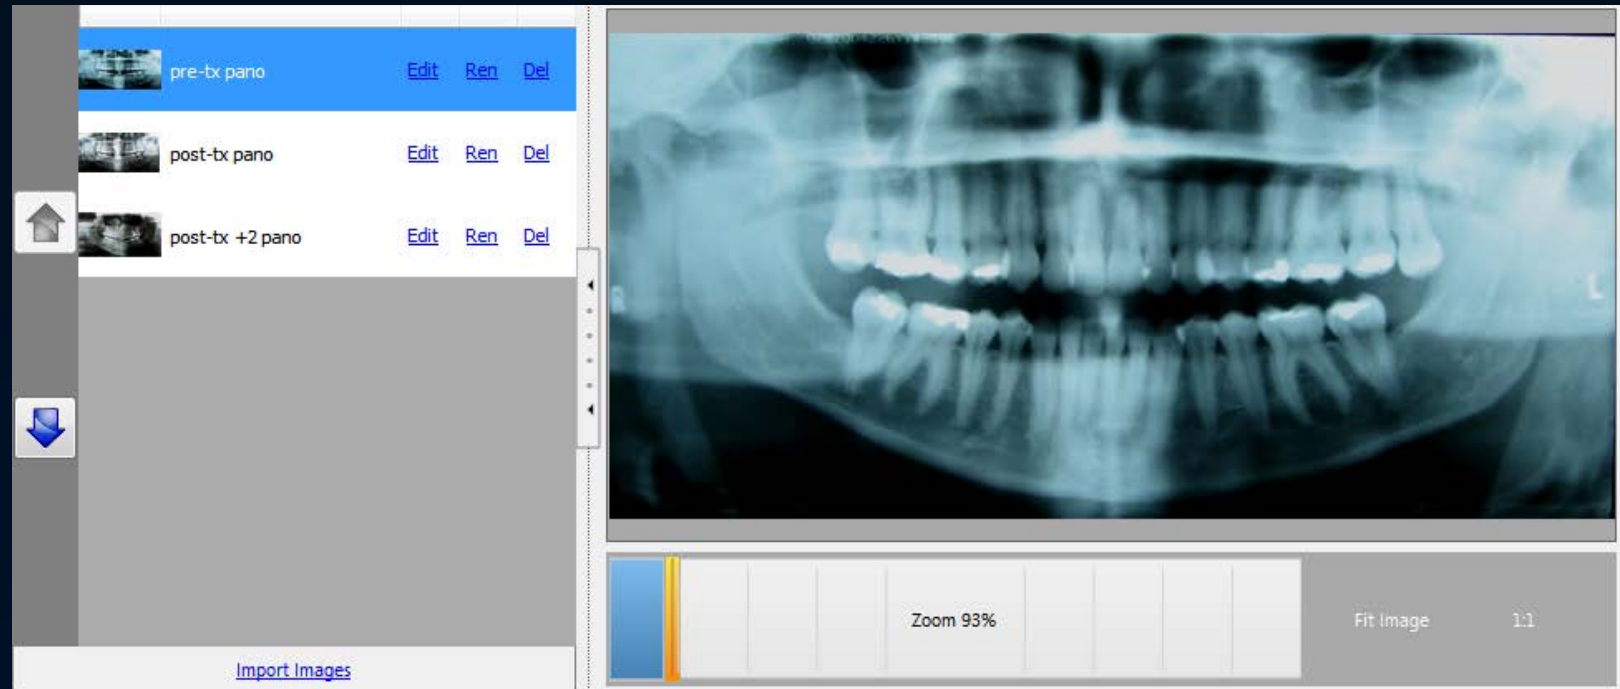 pre-tx pano Edit Ren Del
post-tx pano Edit Ren Del
post-tx +2 pano Edit Ren Del
Import Images
L
Zoom 93% Fit Image 1:1